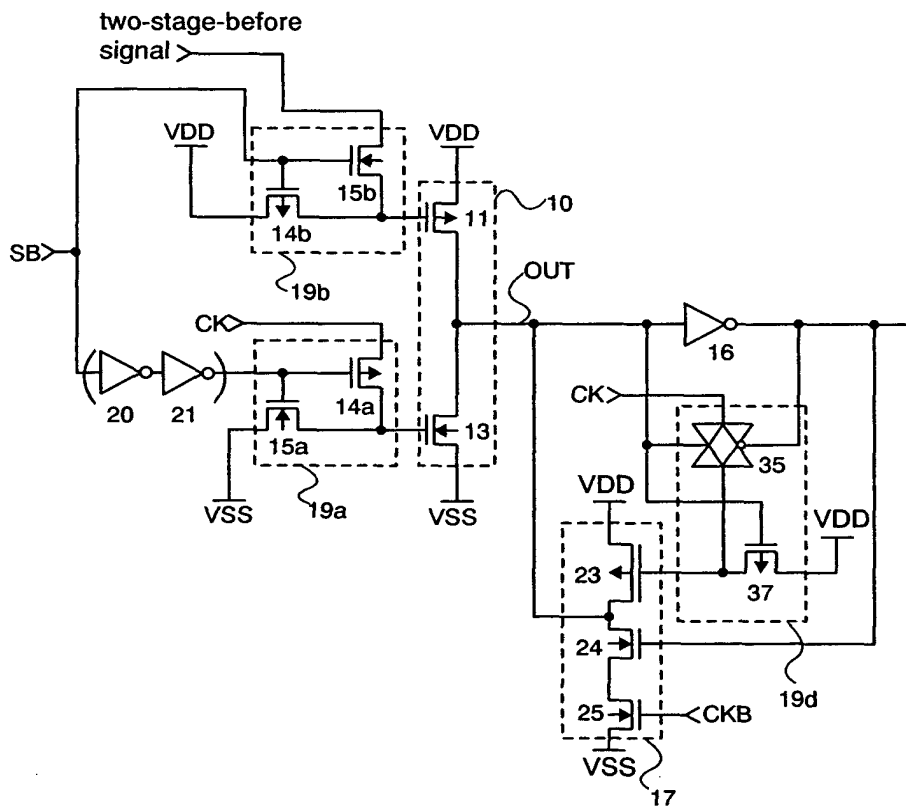 two-stage-before
signal
VDD
VDD
15b
11
10
14b
SB
19b
OUT
CK
16
20
21
14a
CK
15a
13
35
VSS
19a
VSS
VDD
VDD
23
37
24
19d
25
CKB
VSS
17